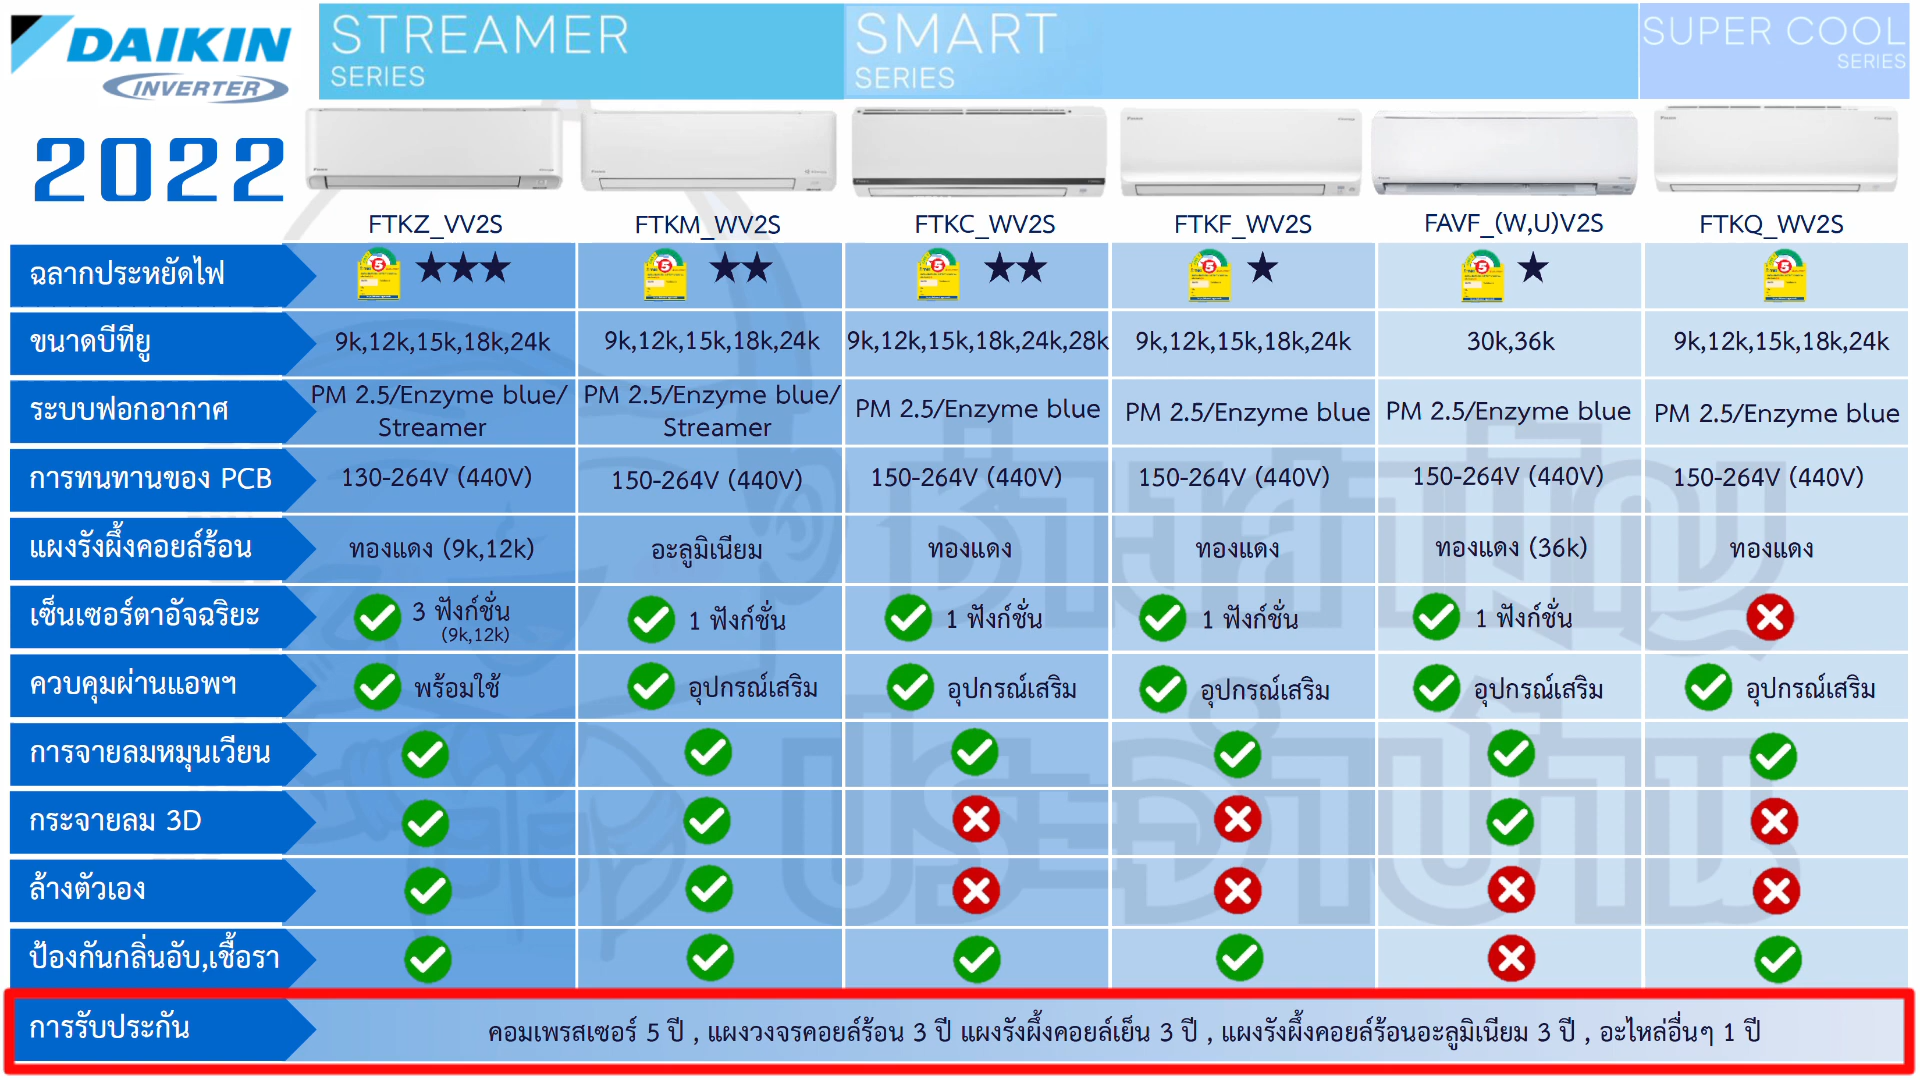 DAIKIN
INVERTER
2022
STREAMER
SERIES
SMART
SERIES
SUPER COOL
SERIES
FTKZ_VV2S FTKM_WV2S FTKC_WV2S FTKF_WV2S FAVF_(W,U)V2S FTKQ_WV2S
ฉลากประหยัดไฟ ★★★ ★★ ★★ ★ ★
ขนาดบีทียู 9k,12k,15k,18k,24k 9k,12k,15k,18k,24k 9k,12k,15k,18k,24k,28k 9k,12k,15k,18k,24k 30k,36k 9k,12k,15k,18k,24k
ระบบฟอกอากาศ PM 2.5/Enzyme blue/ Streamer PM 2.5/Enzyme blue/ Streamer PM 2.5/Enzyme blue PM 2.5/Enzyme blue PM 2.5/Enzyme blue PM 2.5/Enzyme blue
การทนทานของ PCB 130-264V (440V) 150-264V (440V) 150-264V (440V) 150-264V (440V) 150-264V (440V) 150-264V (440V)
แผงรังผึ้งคอยล์ร้อน ทองแดง (9k,12k) อะลูมิเนียม ทองแดง ทองแดง ทองแดง (36k) ทองแดง
เซ็นเซอร์ตาอัจฉริยะ 3 ฟังก์ชั่น (9k,12k) 1 ฟังก์ชั่น 1 ฟังก์ชั่น 1 ฟังก์ชั่น 1 ฟังก์ชั่น
ควบคุมผ่านแอพฯ พร้อมใช้ อุปกรณ์เสริม อุปกรณ์เสริม อุปกรณ์เสริม อุปกรณ์เสริม อุปกรณ์เสริม
การจายลมหมุนเวียน
กระจายลม 3D
ล้างตัวเอง
ป้องกันกลิ่นอับ,เชื้อรา
การรับประกัน คอมเพรสเซอร์ 5 ปี , แผงวงจรคอยล์ร้อน 3 ปี แผงรังผึ้งคอยล์เย็น 3 ปี , แผงรังผึ้งคอยล์ร้อนอะลูมิเนียม 3 ปี , อะไหล่อื่นๆ 1 ปี
ช่างสำคัญ
ประจำบ้าน